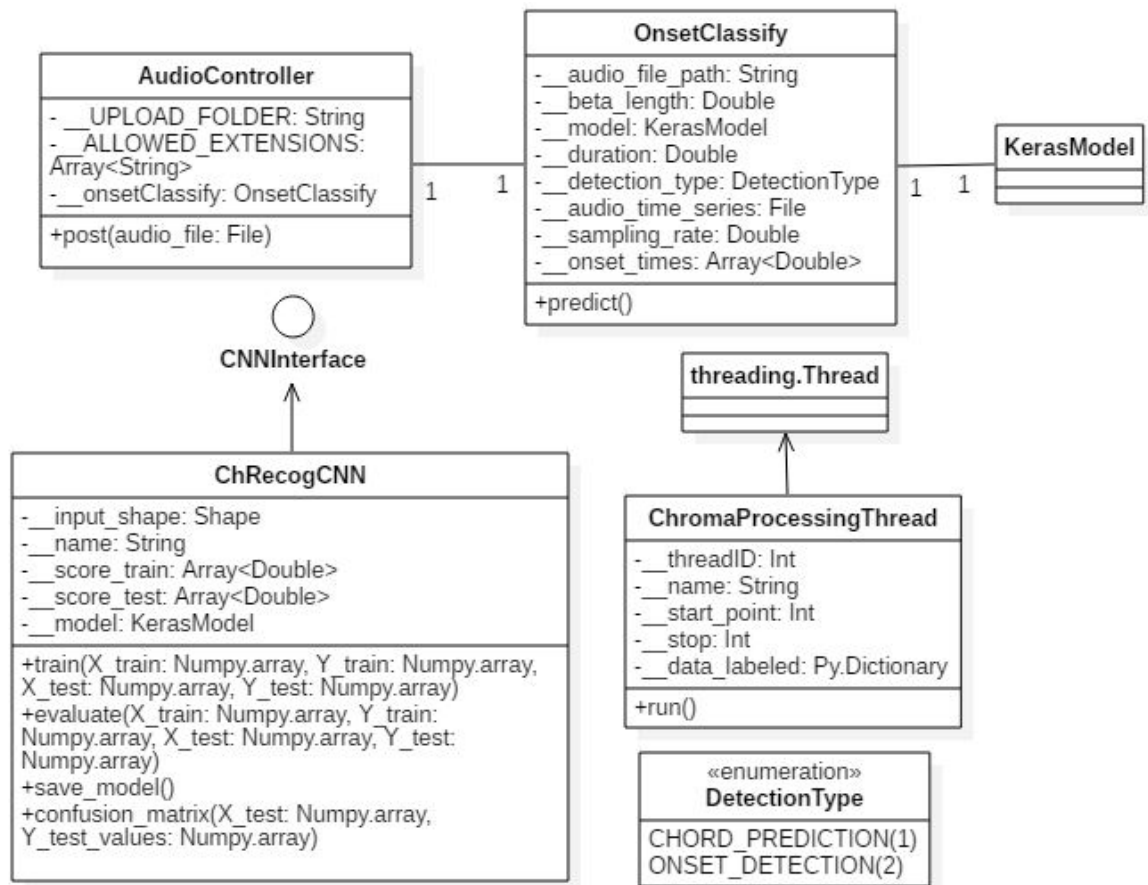 AudioController
- __UPLOAD_FOLDER: String
-__ALLOWED_EXTENSIONS:
Array<String>
-__onsetClassify: OnsetClassify
+post(audio_file: File)
1
1
OnsetClassify
-__audio_file_path: String
-__beta_length: Double
-__model: KerasModel
-__duration: Double
-__detection_type: DetectionType
-__audio_time_series: File
-__sampling_rate: Double
-__onset_times: Array<Double>
+predict()
1
1
KerasModel
CNNInterface
threading.Thread
ChRecogCNN
-__input_shape: Shape
-__name: String
-__score_train: Array<Double>
-__score_test: Array<Double>
-__model: KerasModel
+train(X_train: Numpy.array, Y_train: Numpy.array,
X_test: Numpy.array, Y_test: Numpy.array)
+evaluate(X_train: Numpy.array, Y_train:
Numpy.array, X_test: Numpy.array, Y_test:
Numpy.array)
+save_model()
+confusion_matrix(X_test: Numpy.array,
Y_test_values: Numpy.array)
ChromaProcessingThread
-__threadID: Int
-__name: String
-__start_point: Int
-__stop: Int
-__data_labeled: Py.Dictionary
+run()
«enumeration»
DetectionType
CHORD_PREDICTION(1)
ONSET_DETECTION(2)